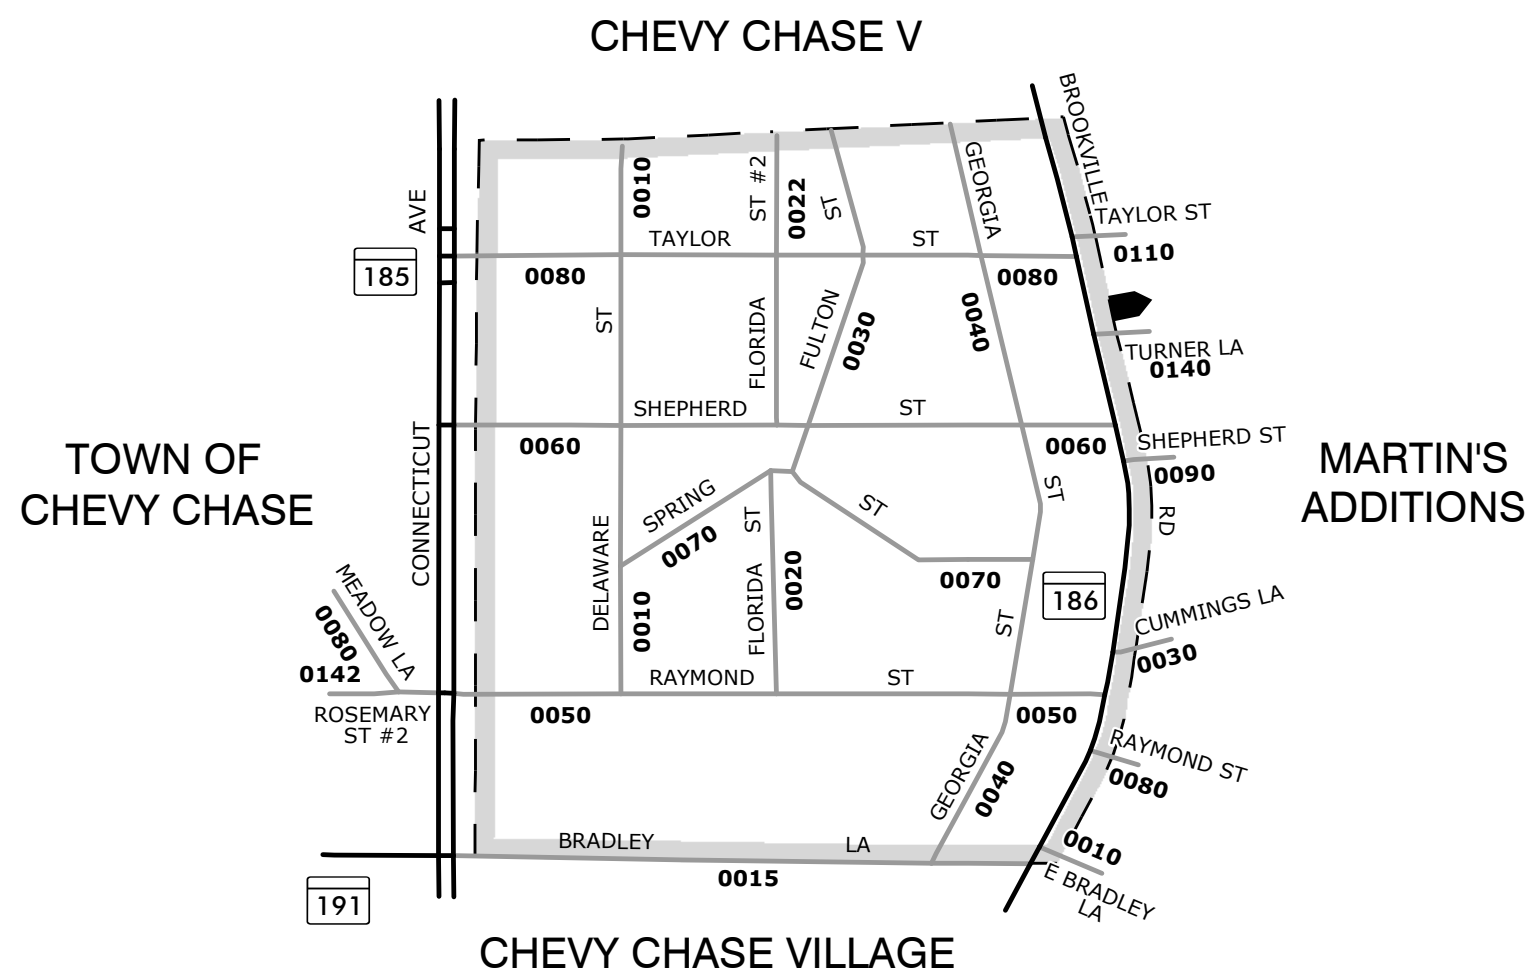 CHEVY CHASE V
BROOKVILLE
AVE
0010
ST #2
0022
ST
GEORGIA
TAYLOR ST
0110
TAYLOR
ST
185
0080
0080
ST
FLORIDA
FULTON
0030
0040
TURNER LA
0140
SHEPHERD
ST
0060
0060
SHEPHERD ST
0090
TOWN OF
CHEVY CHASE
CONNECTICUT
MARTIN'S
ADDITIONS
SPRING
0070
ST
ST
ST
RD
DELAWARE
0010
FLORIDA
0020
0070
186
ST
CUMMINGS LA
0030
MEADOW LA
0080
0142
ROSEMARY
ST #2
RAYMOND
ST
0050
0050
RAYMOND ST
0080
GEORGIA
0040
BRADLEY
LA
0015
0010
E BRADLEY
LA
191
CHEVY CHASE VILLAGE